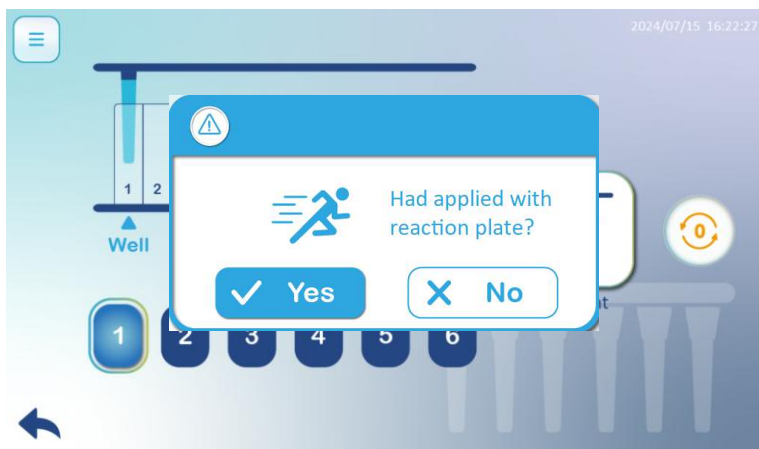 2024/07/15 16:22:27
1 2
Well
Had applied with
reaction plate?
Yes
No
0
1 2 3 4 5 6